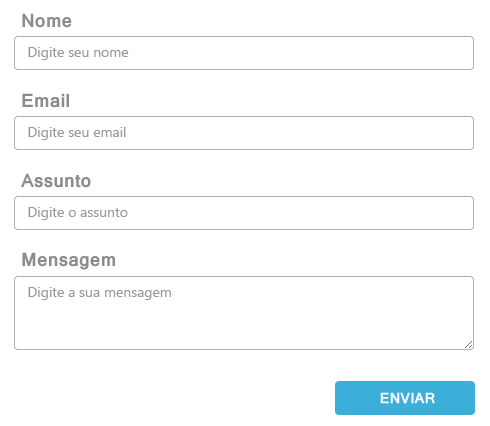 Nome
Digite seu nome
Email
Digite seu email
Assunto
Digite o assunto
Mensagem
Digite a sua mensagem
ENVIAR